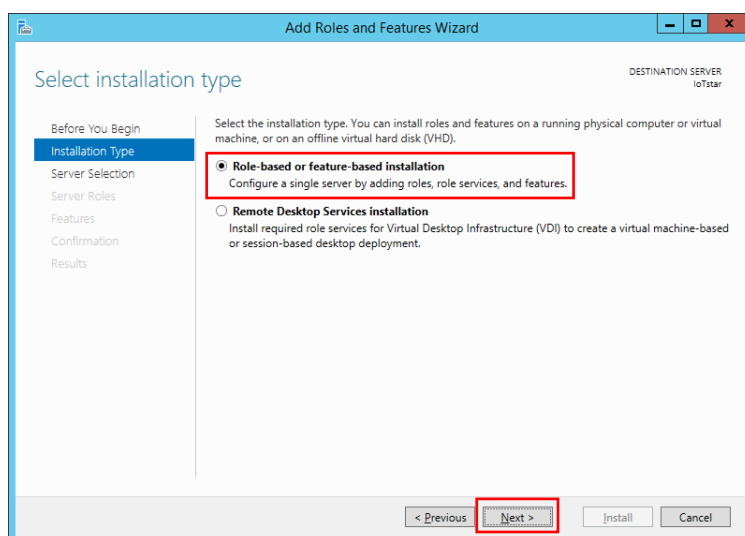 Add Roles and Features Wizard
Select installation type
DESTINATION SERVER
IoTstar
Before You Begin
Installation Type
Server Selection
Server Roles
Features
Confirmation
Results
Select the installation type. You can install roles and features on a running physical computer or virtual
machine, or on an offline virtual hard disk (VHD).
Role-based or feature-based installation
Configure a single server by adding roles, role services, and features.
Remote Desktop Services installation
Install required role services for Virtual Desktop Infrastructure (VDI) to create a virtual machine-based
or session-based desktop deployment.
< Previous Next > Install Cancel